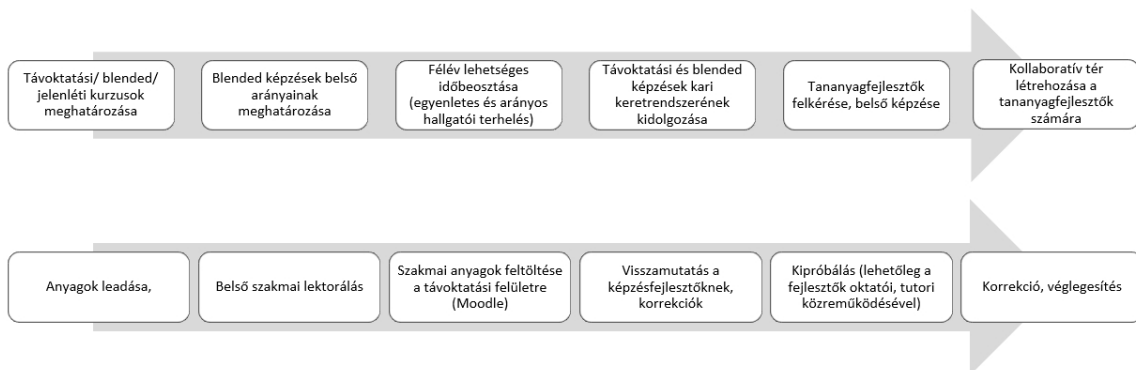 Távoktatási/ blended/
jelenléti kurzusok
meghatározása
Blended képzések belső
arányainak
meghatározása
Félév lehetséges
időbeosztása
(egyenletes és arányos
hallgatói terhelés)
Távoktatási és blended
képzések kari
keretrendszerének
kidolgozása
Tananyagfejlesztők
felkérése, belső képzése
Kollaboratív tér
létrehozása a
tananyagfejlesztők
számára
Anyagok leadása,
Belső szakmai lektorálás
Szakmai anyagok feltöltése
a távoktatási felületre
(Moodle)
Visszamutatás a
képzésfejlesztőknek,
korrekciók
Kipróbálás (lehetőleg a
fejlesztők oktatói, tutori
közreműködésével)
Korrekció, véglegesítés